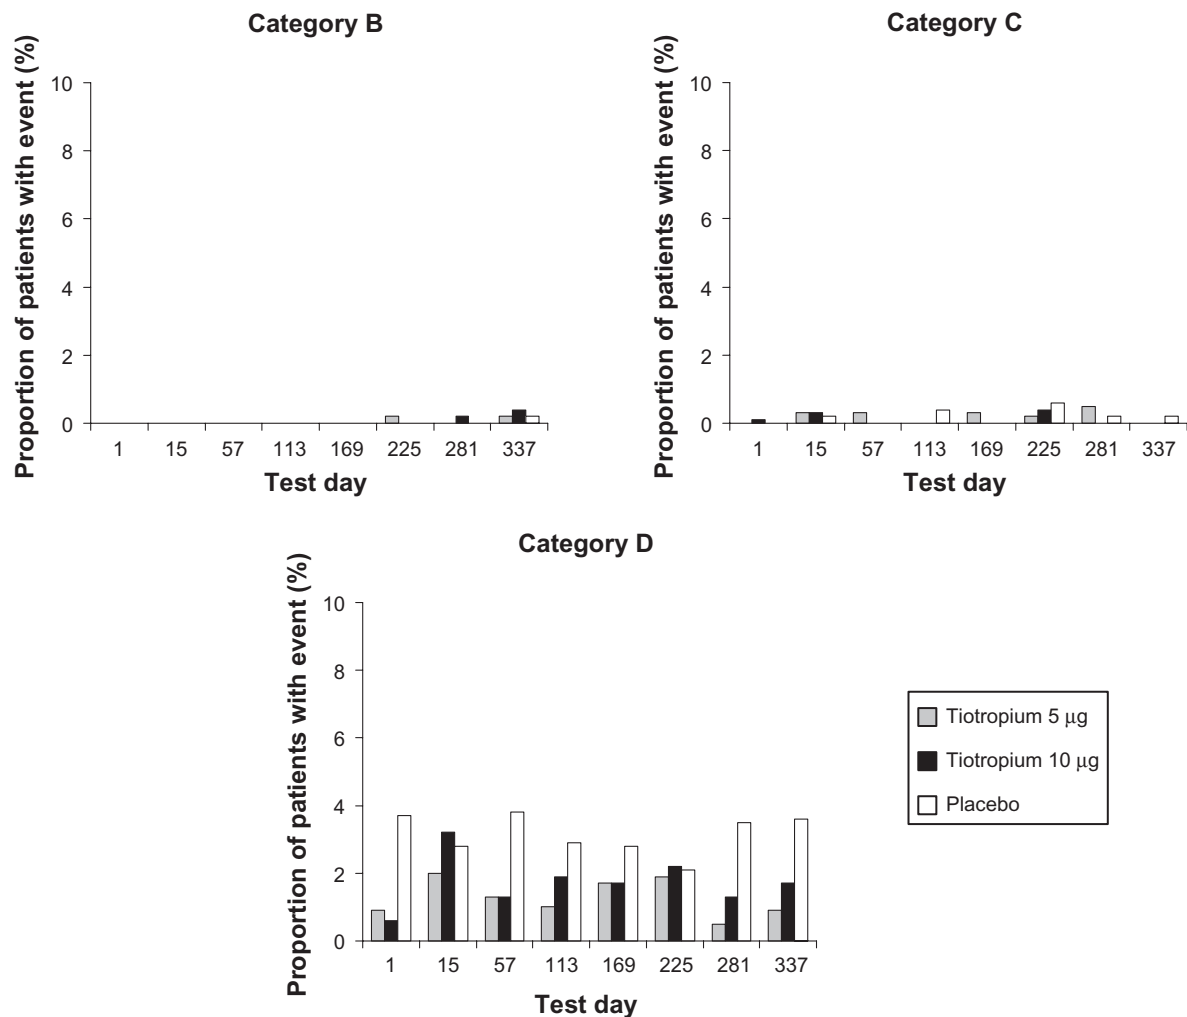 Category B
Proportion of patients with event (%)
10
8
6
4
2
0
1 15 57 113 169 225 281 337
Test day
Category C
Proportion of patients with event (%)
10
8
6
4
2
0
1 15 57 113 169 225 281 337
Test day
Category D
Proportion of patients with event (%)
10
8
6
4
2
0
1 15 57 113 169 225 281 337
Test day
Tiotropium 5 μg
Tiotropium 10 μg
Placebo